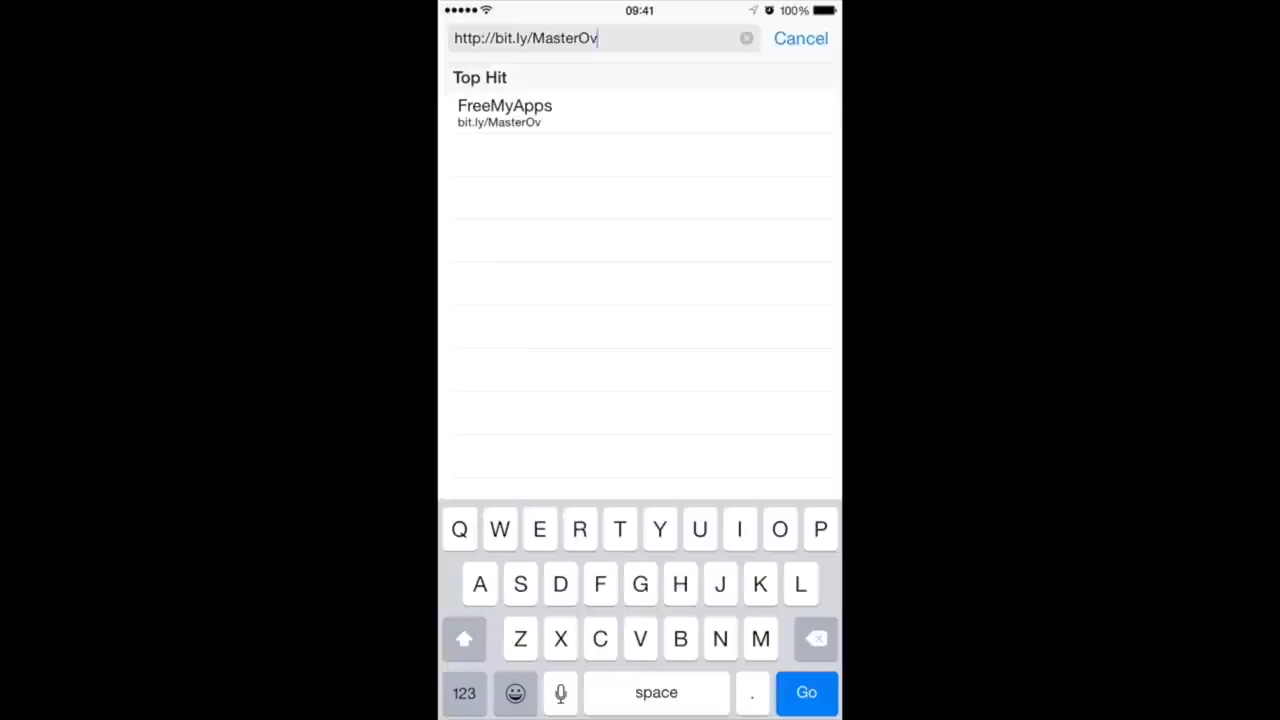 09:41 100%
http://bit.ly/MasterOv Cancel
Top Hit
FreeMyApps
bit.ly/MasterOv
Q W E R T Y U I O P
A S D F G H J K L
Z X C V B N M
123 space . Go